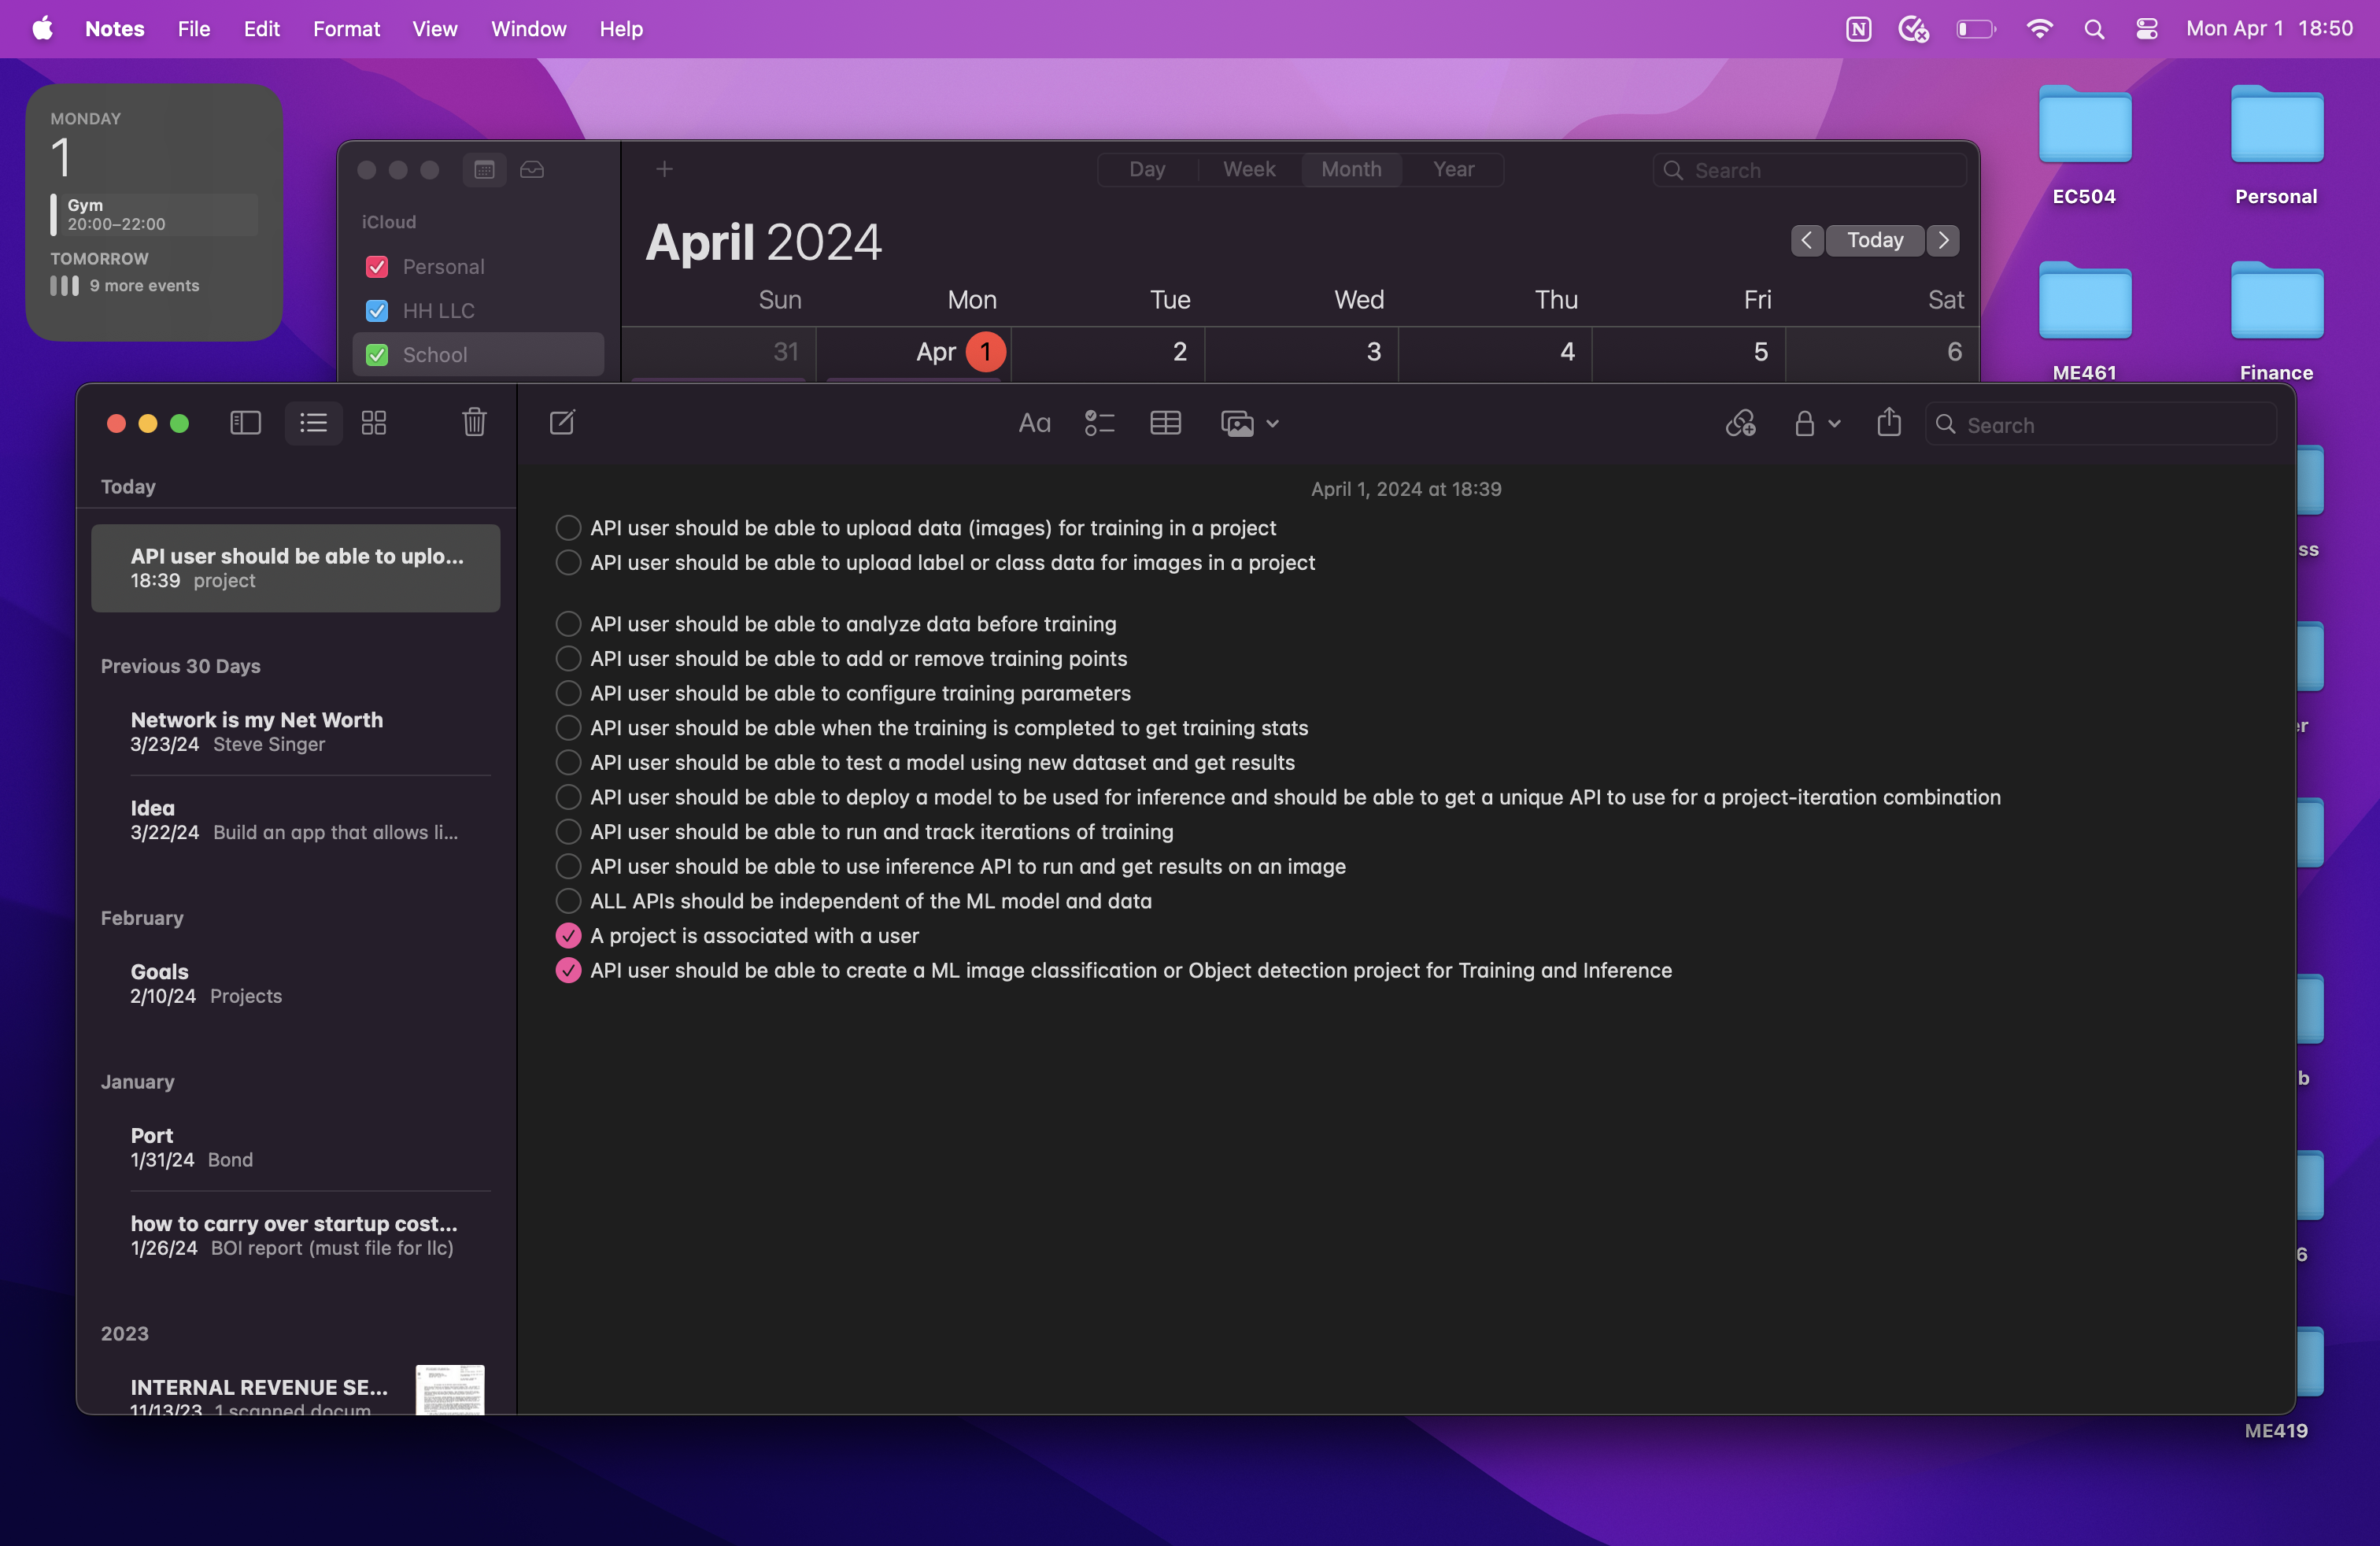 Notes File Edit Format View Window Help
Mon Apr 1 18:50
MONDAY
1
Gym
20:00–22:00
TOMORROW
9 more events
Day Week Month Year
Search
iCloud
Personal
HH LLC
School
April 2024
Today
Sun Mon Tue Wed Thu Fri Sat
31 Apr 1 2 3 4 5 6
EC504
Personal
ME461
Finance
ss
er
b
6
ME419
Aa
Search
Today
API user should be able to uplo...
18:39 project
Previous 30 Days
Network is my Net Worth
3/23/24 Steve Singer
Idea
3/22/24 Build an app that allows li...
February
Goals
2/10/24 Projects
January
Port
1/31/24 Bond
how to carry over startup cost...
1/26/24 BOI report (must file for llc)
2023
INTERNAL REVENUE SE...
11/13/23 1 scanned docum
April 1, 2024 at 18:39
API user should be able to upload data (images) for training in a project
API user should be able to upload label or class data for images in a project
API user should be able to analyze data before training
API user should be able to add or remove training points
API user should be able to configure training parameters
API user should be able when the training is completed to get training stats
API user should be able to test a model using new dataset and get results
API user should be able to deploy a model to be used for inference and should be able to get a unique API to use for a project-iteration combination
API user should be able to run and track iterations of training
API user should be able to use inference API to run and get results on an image
ALL APIs should be independent of the ML model and data
A project is associated with a user
API user should be able to create a ML image classification or Object detection project for Training and Inference